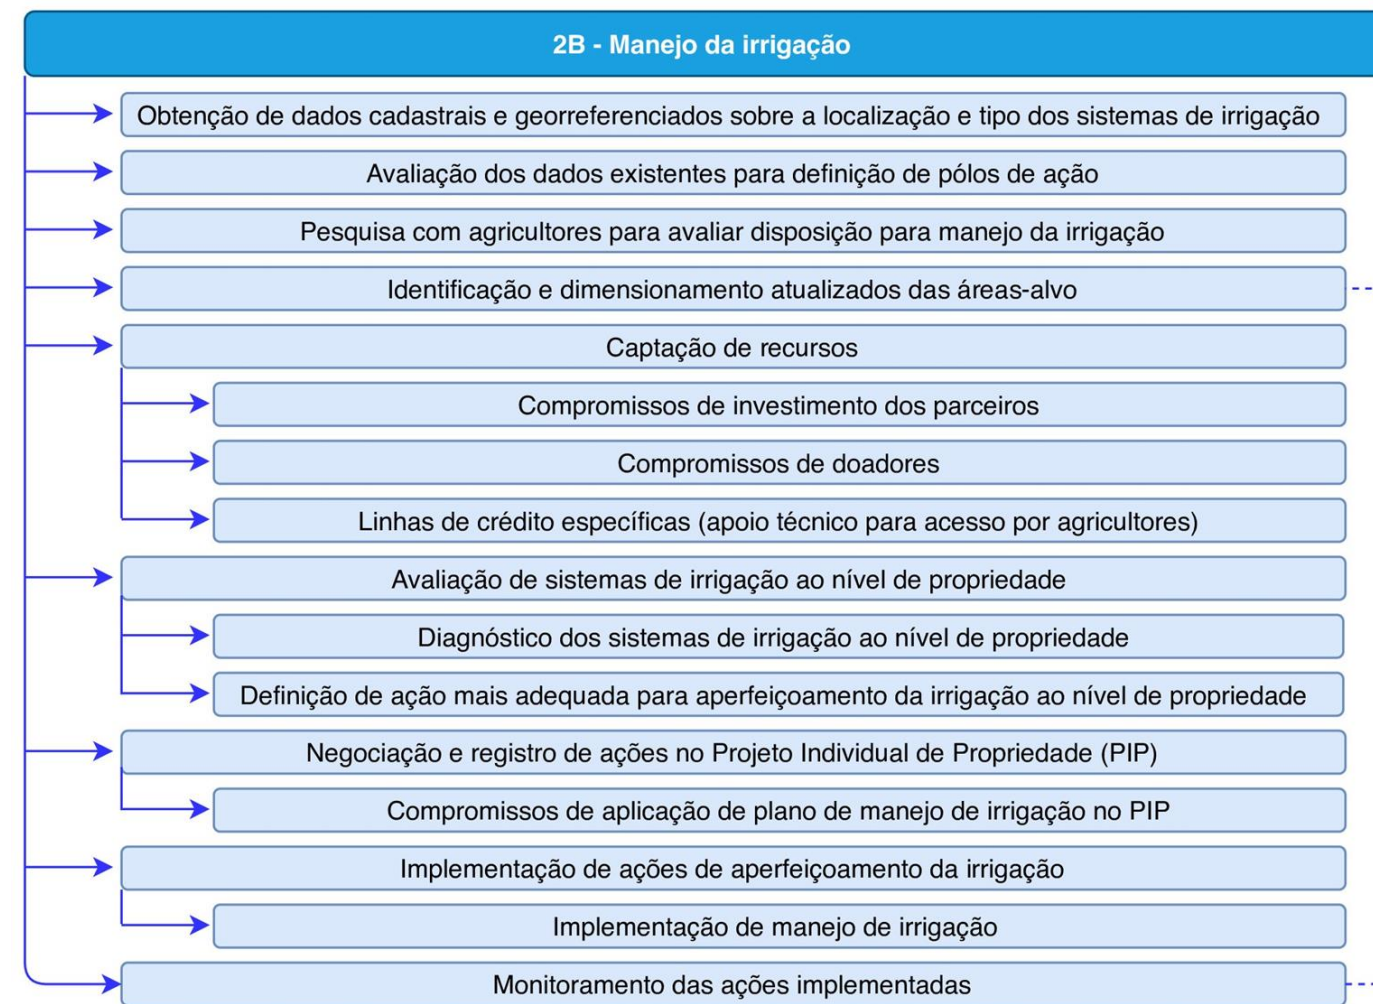 2B - Manejo da irrigação
Obtenção de dados cadastrais e georreferenciados sobre a localização e tipo dos sistemas de irrigação
Avaliação dos dados existentes para definição de pólos de ação
Pesquisa com agricultores para avaliar disposição para manejo da irrigação
Identificação e dimensionamento atualizados das áreas-alvo
Captação de recursos
Compromissos de investimento dos parceiros
Compromissos de doadores
Linhas de crédito específicas (apoio técnico para acesso por agricultores)
Avaliação de sistemas de irrigação ao nível de propriedade
Diagnóstico dos sistemas de irrigação ao nível de propriedade
Definição de ação mais adequada para aperfeiçoamento da irrigação ao nível de propriedade
Negociação e registro de ações no Projeto Individual de Propriedade (PIP)
Compromissos de aplicação de plano de manejo de irrigação no PIP
Implementação de ações de aperfeiçoamento da irrigação
Implementação de manejo de irrigação
Monitoramento das ações implementadas